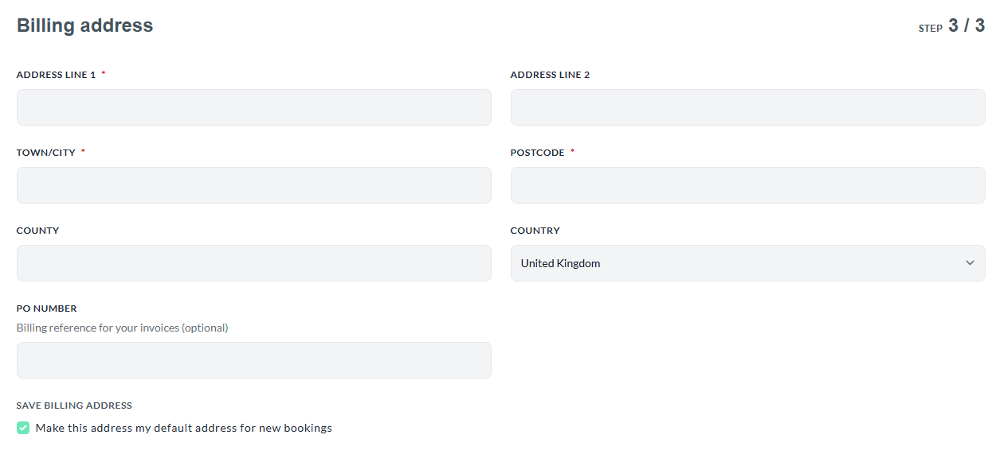 Billing address
STEP 3 / 3
ADDRESS LINE 1 *
ADDRESS LINE 2
TOWN/CITY *
POSTCODE *
COUNTY
COUNTRY
United Kingdom
PO NUMBER
Billing reference for your invoices (optional)
SAVE BILLING ADDRESS
Make this address my default address for new bookings